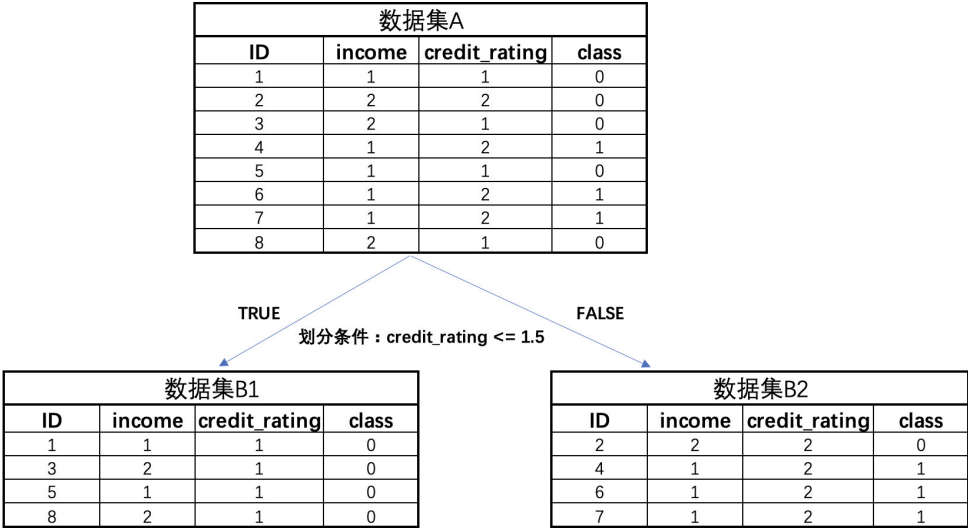 数据集A
ID income credit_rating class
1 1 1 0
2 2 2 0
3 2 1 0
4 1 2 1
5 1 1 0
6 1 2 1
7 1 2 1
8 2 1 0
TRUE FALSE
划分条件：credit_rating <= 1.5
数据集B1
ID income credit_rating class
1 1 1 0
3 2 1 0
5 1 1 0
8 2 1 0
数据集B2
ID income credit_rating class
2 2 2 0
4 1 2 1
6 1 2 1
7 1 2 1